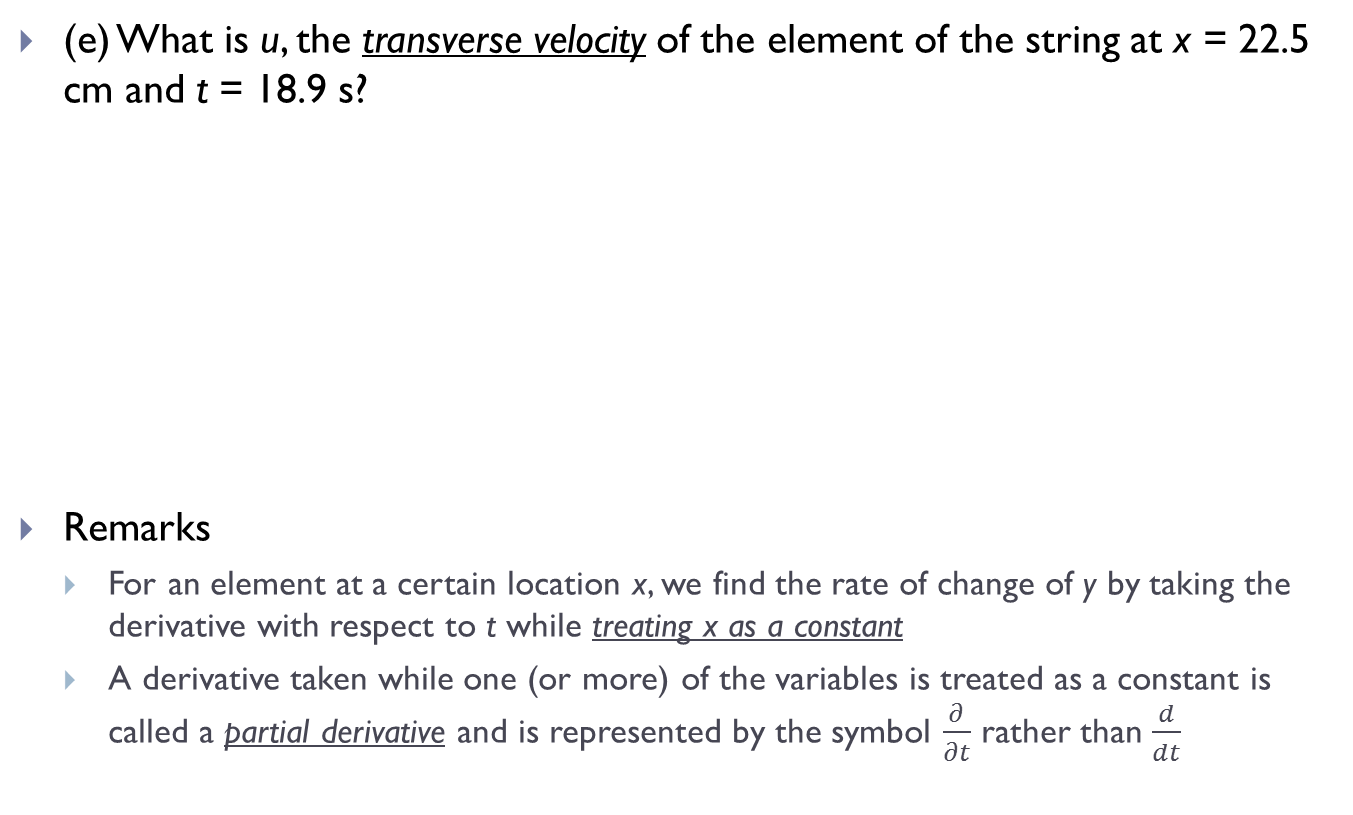 (e) What is u, the transverse velocity of the element of the string at x = 22.5
cm and t = 18.9 s?
Remarks
For an element at a certain location x, we find the rate of change of y by taking the
derivative with respect to t while treating x as a constant
A derivative taken while one (or more) of the variables is treated as a constant is
called a partial derivative and is represented by the symbol ∂/∂t rather than d/dt